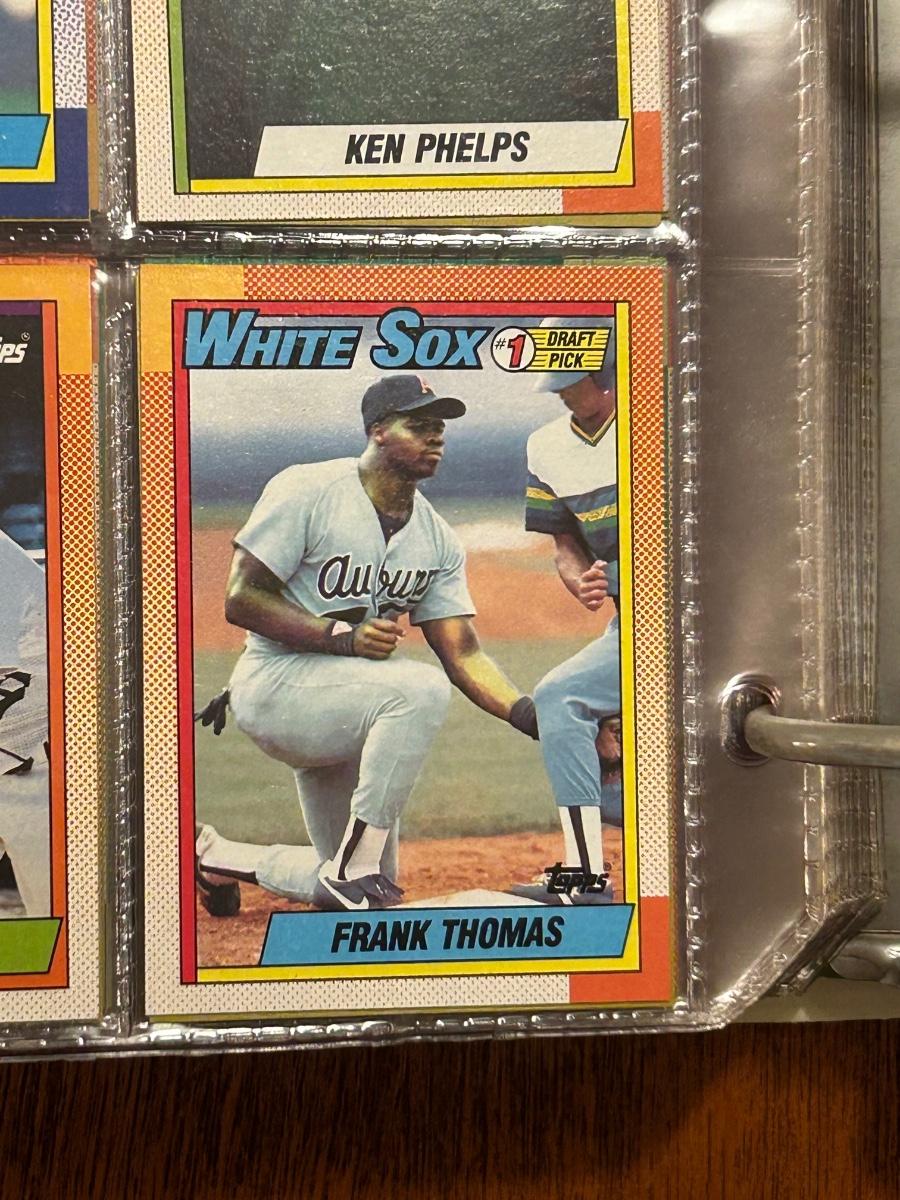 KEN PHELPS
WHITE SOX #1 DRAFT PICK
Auburn
topps
FRANK THOMAS